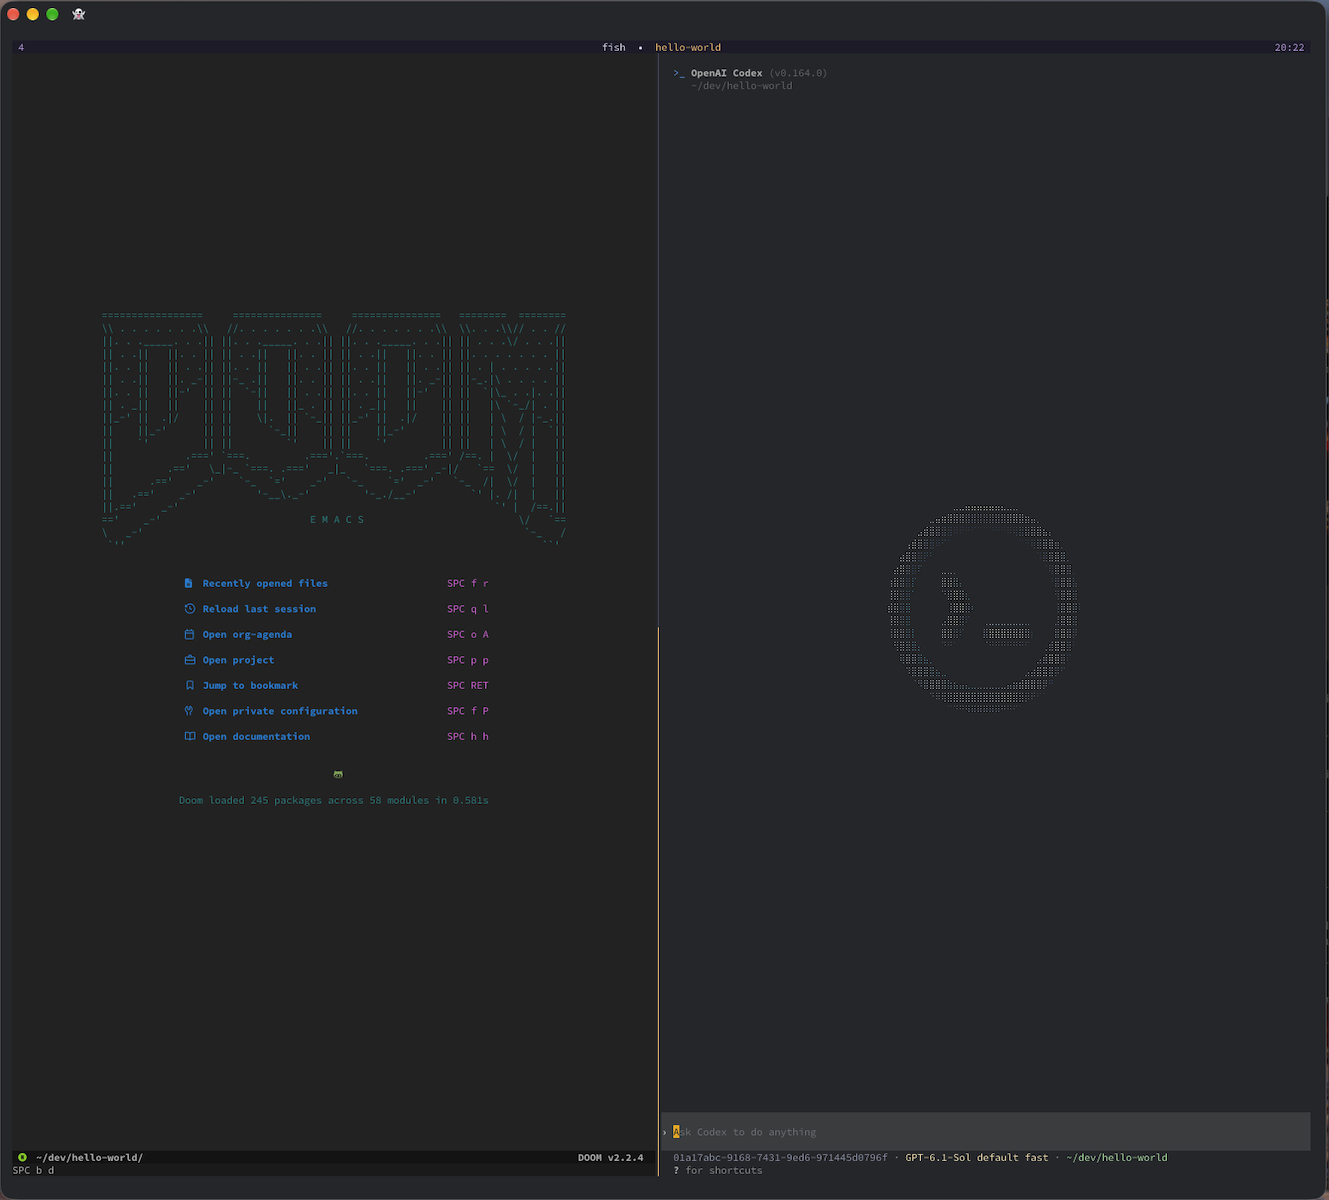 4 fish • hello-world 20:22
>_ OpenAI Codex (v0.164.0)
~/dev/hello-world
E M A C S
Recently opened files SPC f r
Reload last session SPC q l
Open org-agenda SPC o A
Open project SPC p p
Jump to bookmark SPC RET
Open private configuration SPC f P
Open documentation SPC h h
Doom loaded 245 packages across 58 modules in 0.581s
~/dev/hello-world/ DOOM v2.2.4
SPC b d
› Ask Codex to do anything
01a17abc-9168-7431-9ed6-971445d0796f · GPT-6.1-Sol default fast · ~/dev/hello-world
? for shortcuts